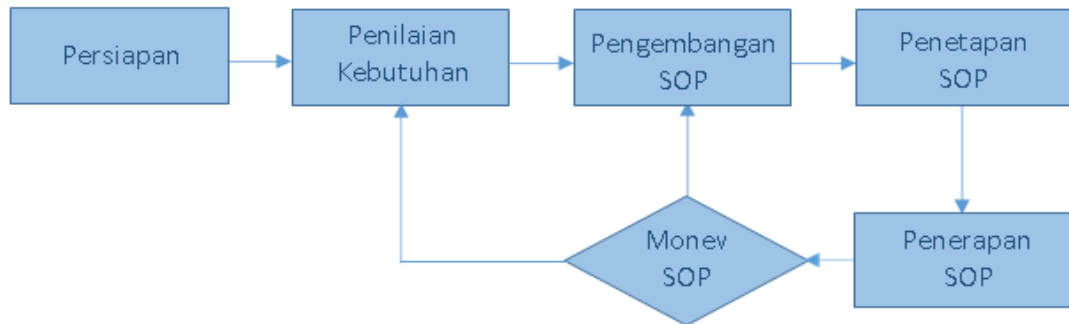 Persiapan
Penilaian
Kebutuhan
Pengembangan
SOP
Penetapan
SOP
Monev
SOP
Penerapan
SOP